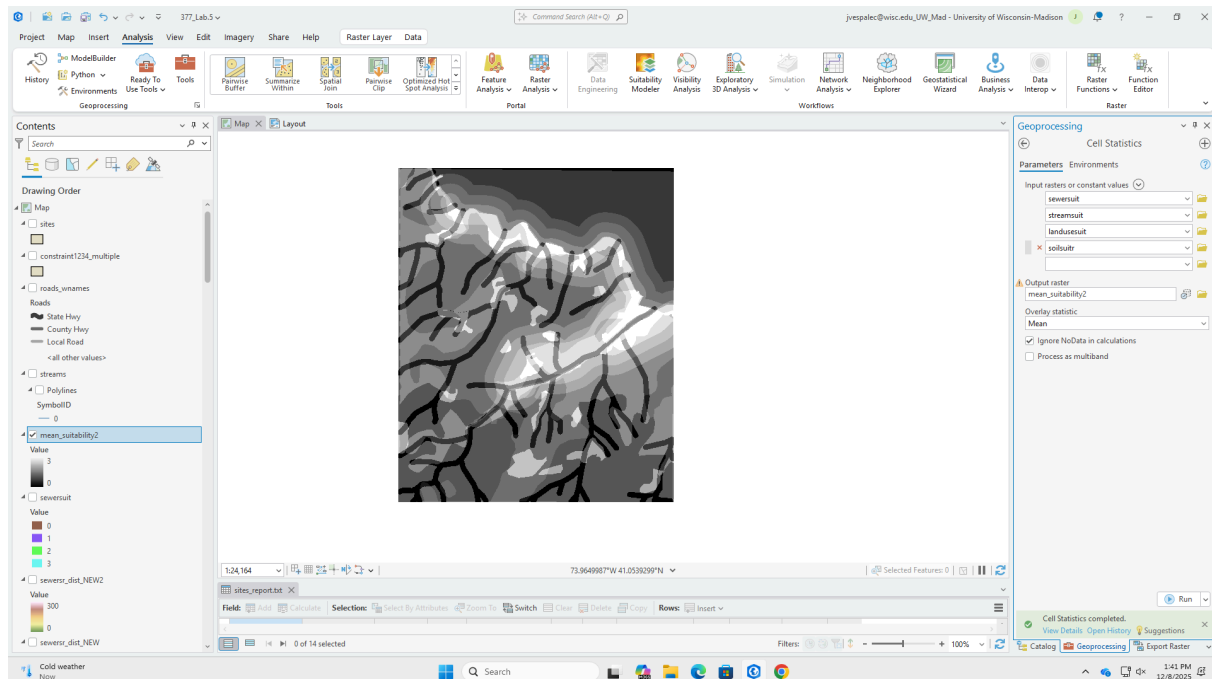 377_Lab.5
Command Search (Alt+Q)
jvespalec@wisc.edu_UW_Mad - University of Wisconsin-Madison
Project Map Insert Analysis View Edit Imagery Share Help Raster Layer Data
History
ModelBuilder
Python
Environments
Ready To Use Tools
Tools
Geoprocessing
Pairwise Buffer
Summarize Within
Spatial Join
Pairwise Clip
Optimized Hot Spot Analysis
Tools
Feature Analysis
Raster Analysis
Portal
Data Engineering
Suitability Modeler
Visibility Analysis
Exploratory 3D Analysis
Simulation
Network Analysis
Neighborhood Explorer
Geostatistical Wizard
Business Analysis
Data Interop
Workflows
Raster Functions
Function Editor
Raster
Contents
Search
Drawing Order
Map
sites
constraint1234_multiple
roads_wnames
Roads
State Hwy
County Hwy
Local Road
<all other values>
streams
Polylines
SymbolID
0
mean_suitability2
Value
3
0
sewersuit
Value
0
1
2
3
sewersr_dist_NEW2
Value
300
0
sewersr_dist_NEW
Map
Layout
1:24,164
73.9649987°W 41.0539299°N
Selected Features: 0
sites_report.txt
Field: Add Calculate Selection: Select By Attributes Zoom To Switch Clear Delete Copy Rows: Insert
0 of 14 selected
Filters:
- + 100%
Geoprocessing
Cell Statistics
Parameters Environments
Input rasters or constant values
sewersuit
streamsuit
landusesuit
soilsuitr
Output raster
mean_suitability2
Overlay statistic
Mean
Ignore NoData in calculations
Process as multiband
Run
Cell Statistics completed.
View Details Open History Suggestions
Catalog Geoprocessing Export Raster
Cold weather
Now
Search
1:41 PM
12/8/2025